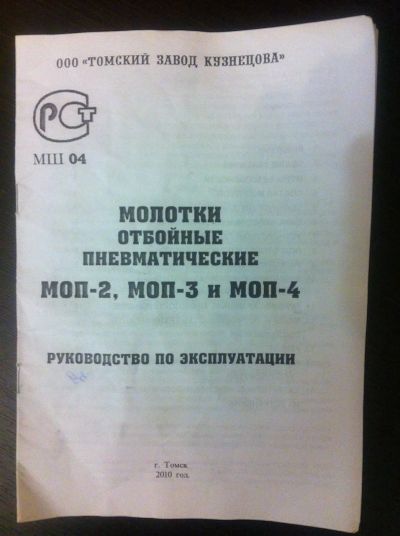 ООО «ТОМСКИЙ ЗАВОД КУЗНЕЦОВА»
РСТ
МШ 04
МОЛОТКИ
ОТБОЙНЫЕ
ПНЕВМАТИЧЕСКИЕ
МОП-2, МОП-3 и МОП-4
РУКОВОДСТВО ПО ЭКСПЛУАТАЦИИ
г. Томск
2010 год.